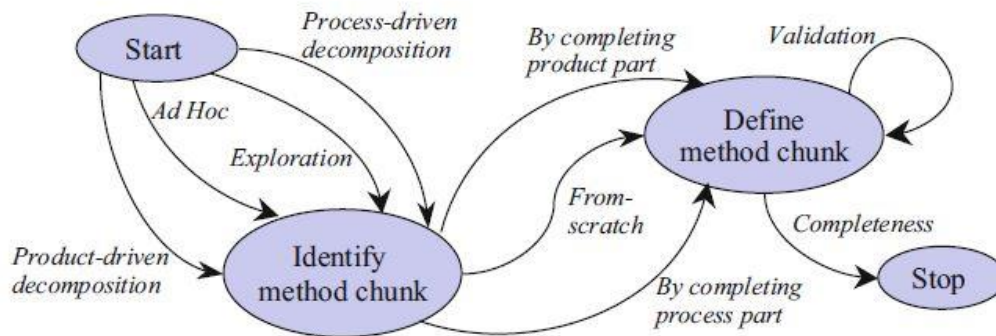 Start
Process-driven
decomposition
Ad Hoc
Exploration
Product-driven
decomposition
Identify
method chunk
By completing
product part
From-
scratch
By completing
process part
Define
method chunk
Validation
Completeness
Stop